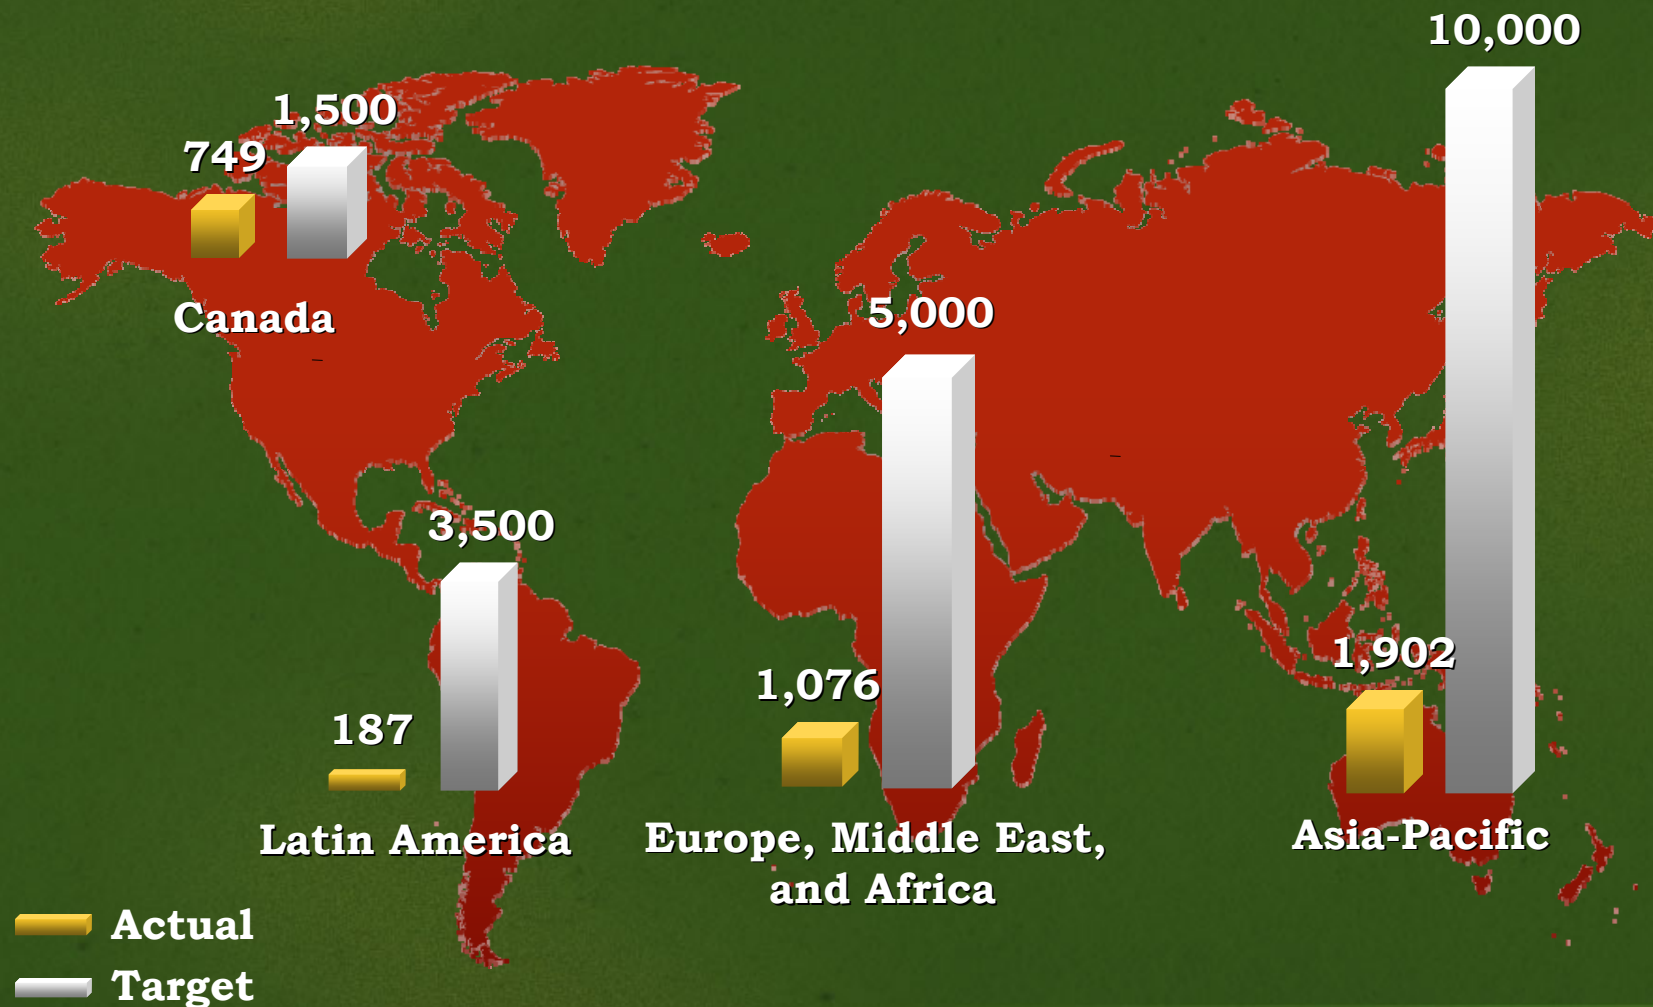 10,000
1,500
749
Canada
5,000
3,500
1,902
1,076
187
Latin America
Europe, Middle East,
and Africa
Asia-Pacific
Actual
Target